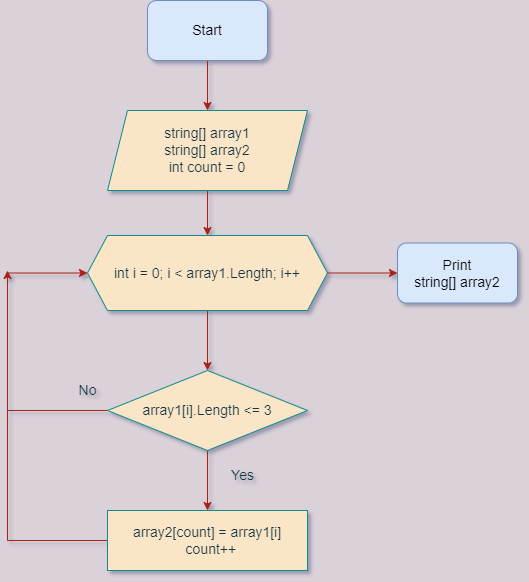 Start
string[] array1
string[] array2
int count = 0
int i = 0; i < array1.Length; i++
Print
string[] array2
No
array1[i].Length <= 3
Yes
array2[count] = array1[i]
count++